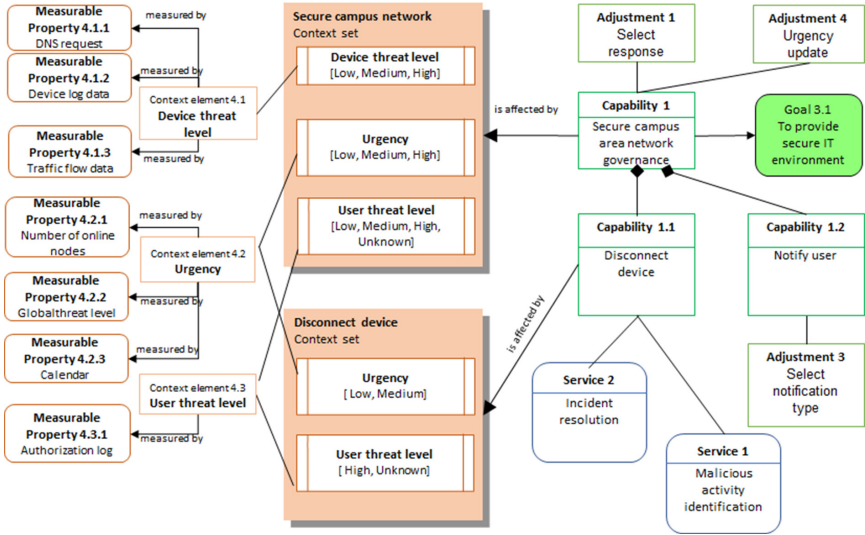 Measurable
Property 4.1.1
DNS request
Measurable
Property 4.1.2
Device log data
Measurable
Property 4.1.3
Traffic flow data
Measurable
Property 4.2.1
Number of online
nodes
Measurable
Property 4.2.2
Globalthreat level
Measurable
Property 4.2.3
Calendar
Measurable
Property 4.3.1
Authorization log
measured by
measured by
measured by
measured by
measured by
measured by
measured by
Context element 4.1
Device threat
level
Context element 4.2
Urgency
Context element 4.3
User threat level
Secure campus network
Context set
Device threat level
[Low, Medium, High]
Urgency
[Low, Medium, High]
User threat level
[Low, Medium, High,
Unknown]
Disconnect device
Context set
Urgency
[ Low, Medium]
User threat level
[ High, Unknown]
is affected by
is affected by
Adjustment 1
Select
response
Adjustment 4
Urgency
update
Capability 1
Secure campus
area network
governance
Goal 3.1
To provide
secure IT
environment
Capability 1.1
Disconnect
device
Capability 1.2
Notify user
Adjustment 3
Select
notification
type
Service 2
Incident
resolution
Service 1
Malicious
activity
identification